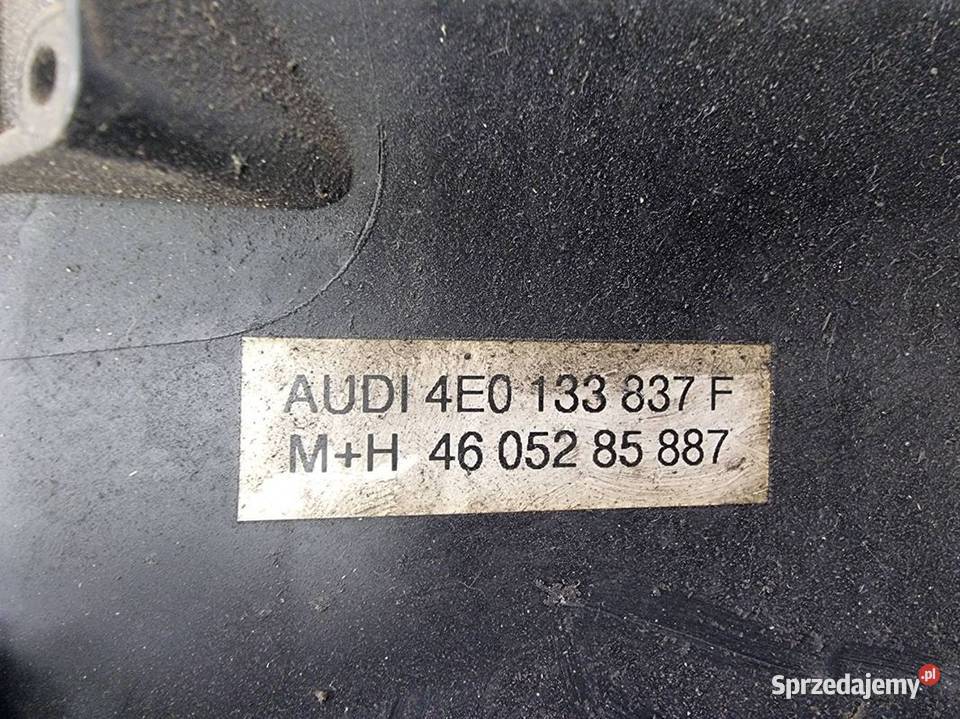 AUDI 4E0 133 837 F
M+H 46 052 85 887
Sprzedajemy.pl